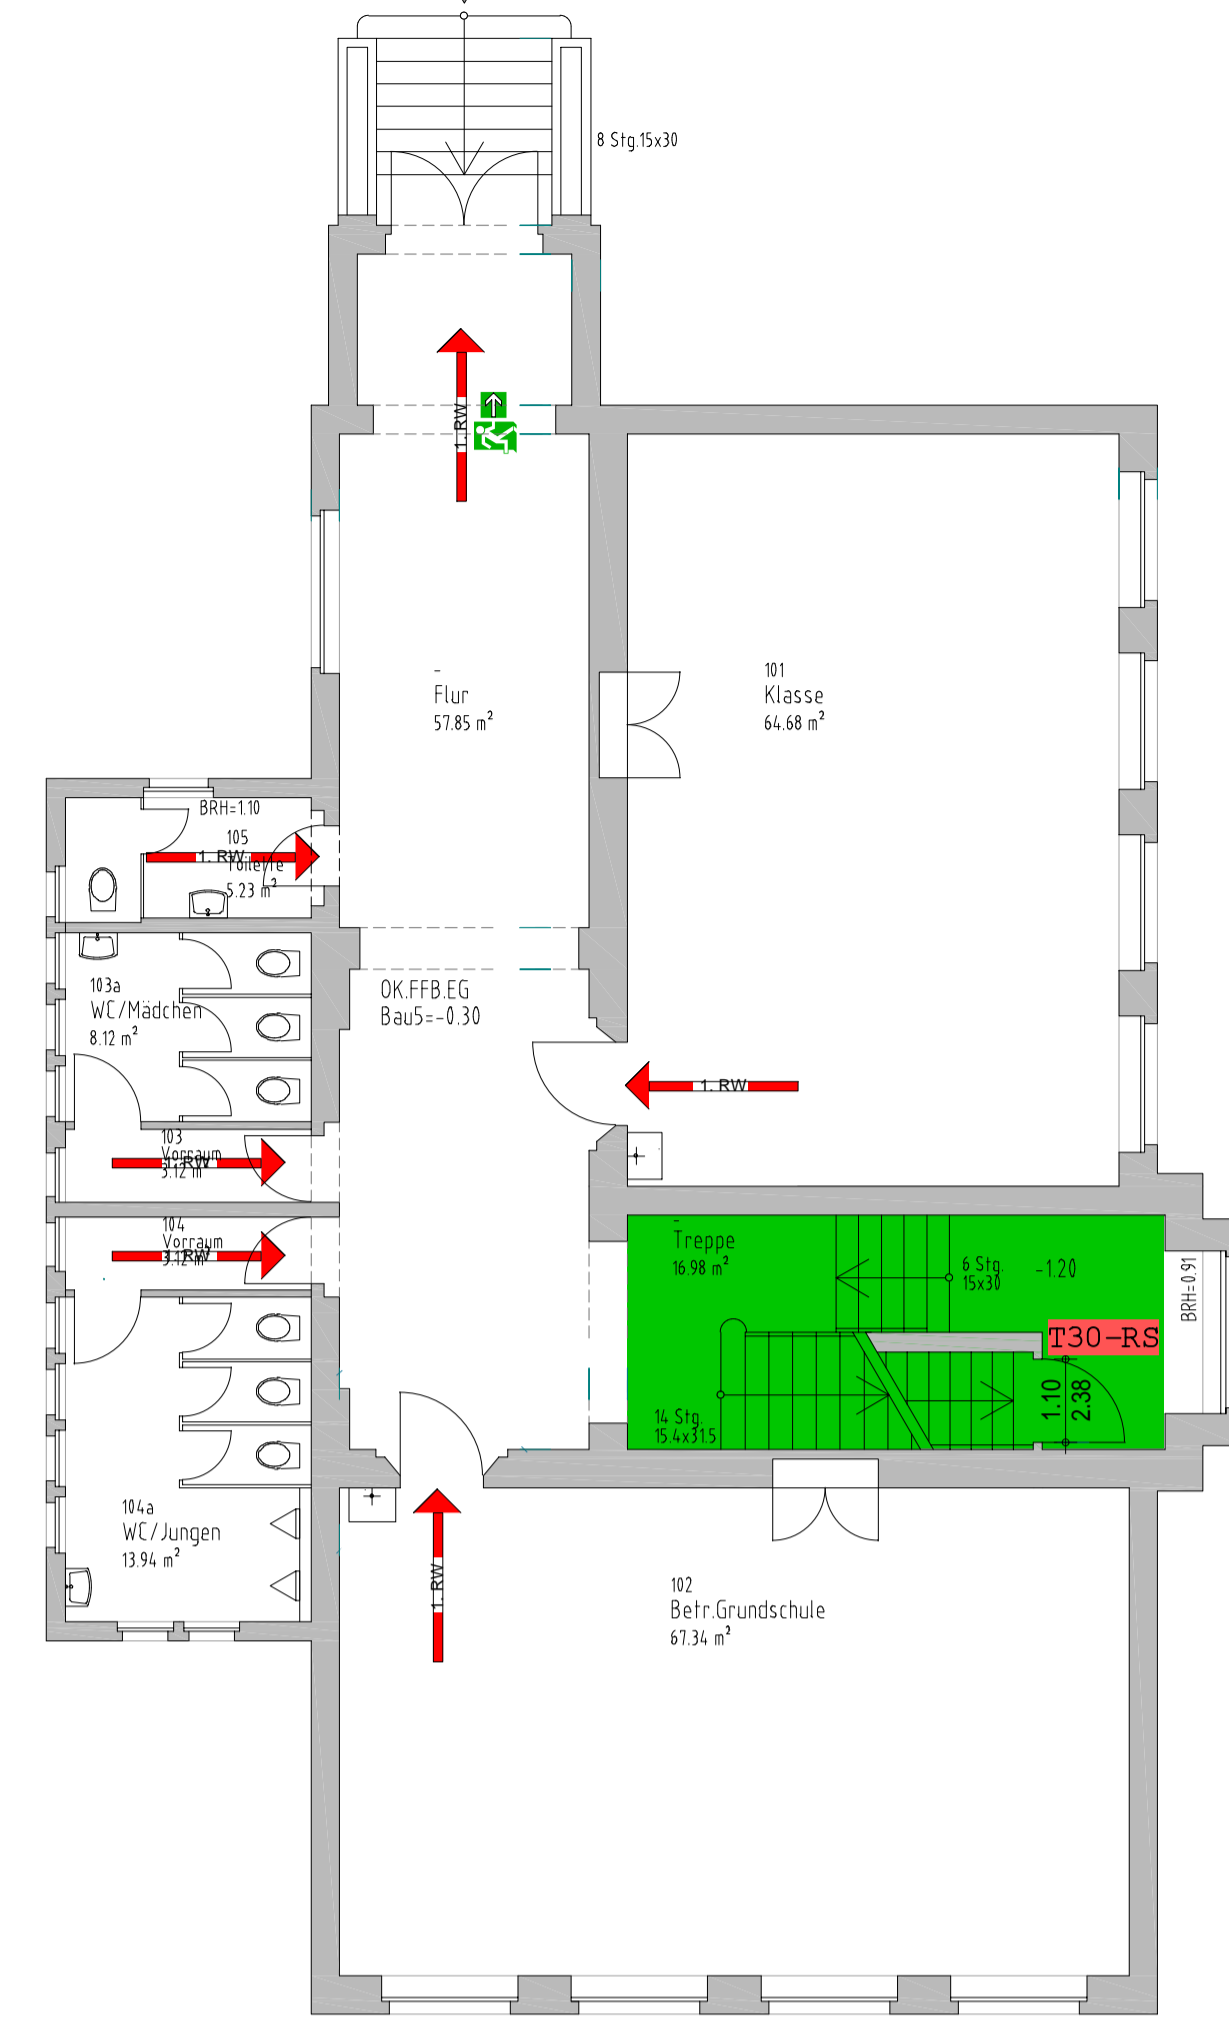 8 Stg.15x30
1. RW
-
Flur
57.85 m²
101
Klasse
64.68 m²
BRH=1.10
105
Toilette
5.23 m²
1. RW
103a
WC/Mädchen
8.12 m²
OK.FFB.EG
Bau5=-0.30
1. RW
103
Vorraum
3.12 m²
1. RW
104
Vorraum
3.12 m²
1. RW
-
Treppe
16.98 m²
6 Stg.
15x30
-1.20
BRH=0.91
T30-RS
1.10
2.38
14 Stg.
15.4x31.5
104a
WC/Jungen
13.94 m²
1. RW
102
Betr.Grundschule
67.34 m²